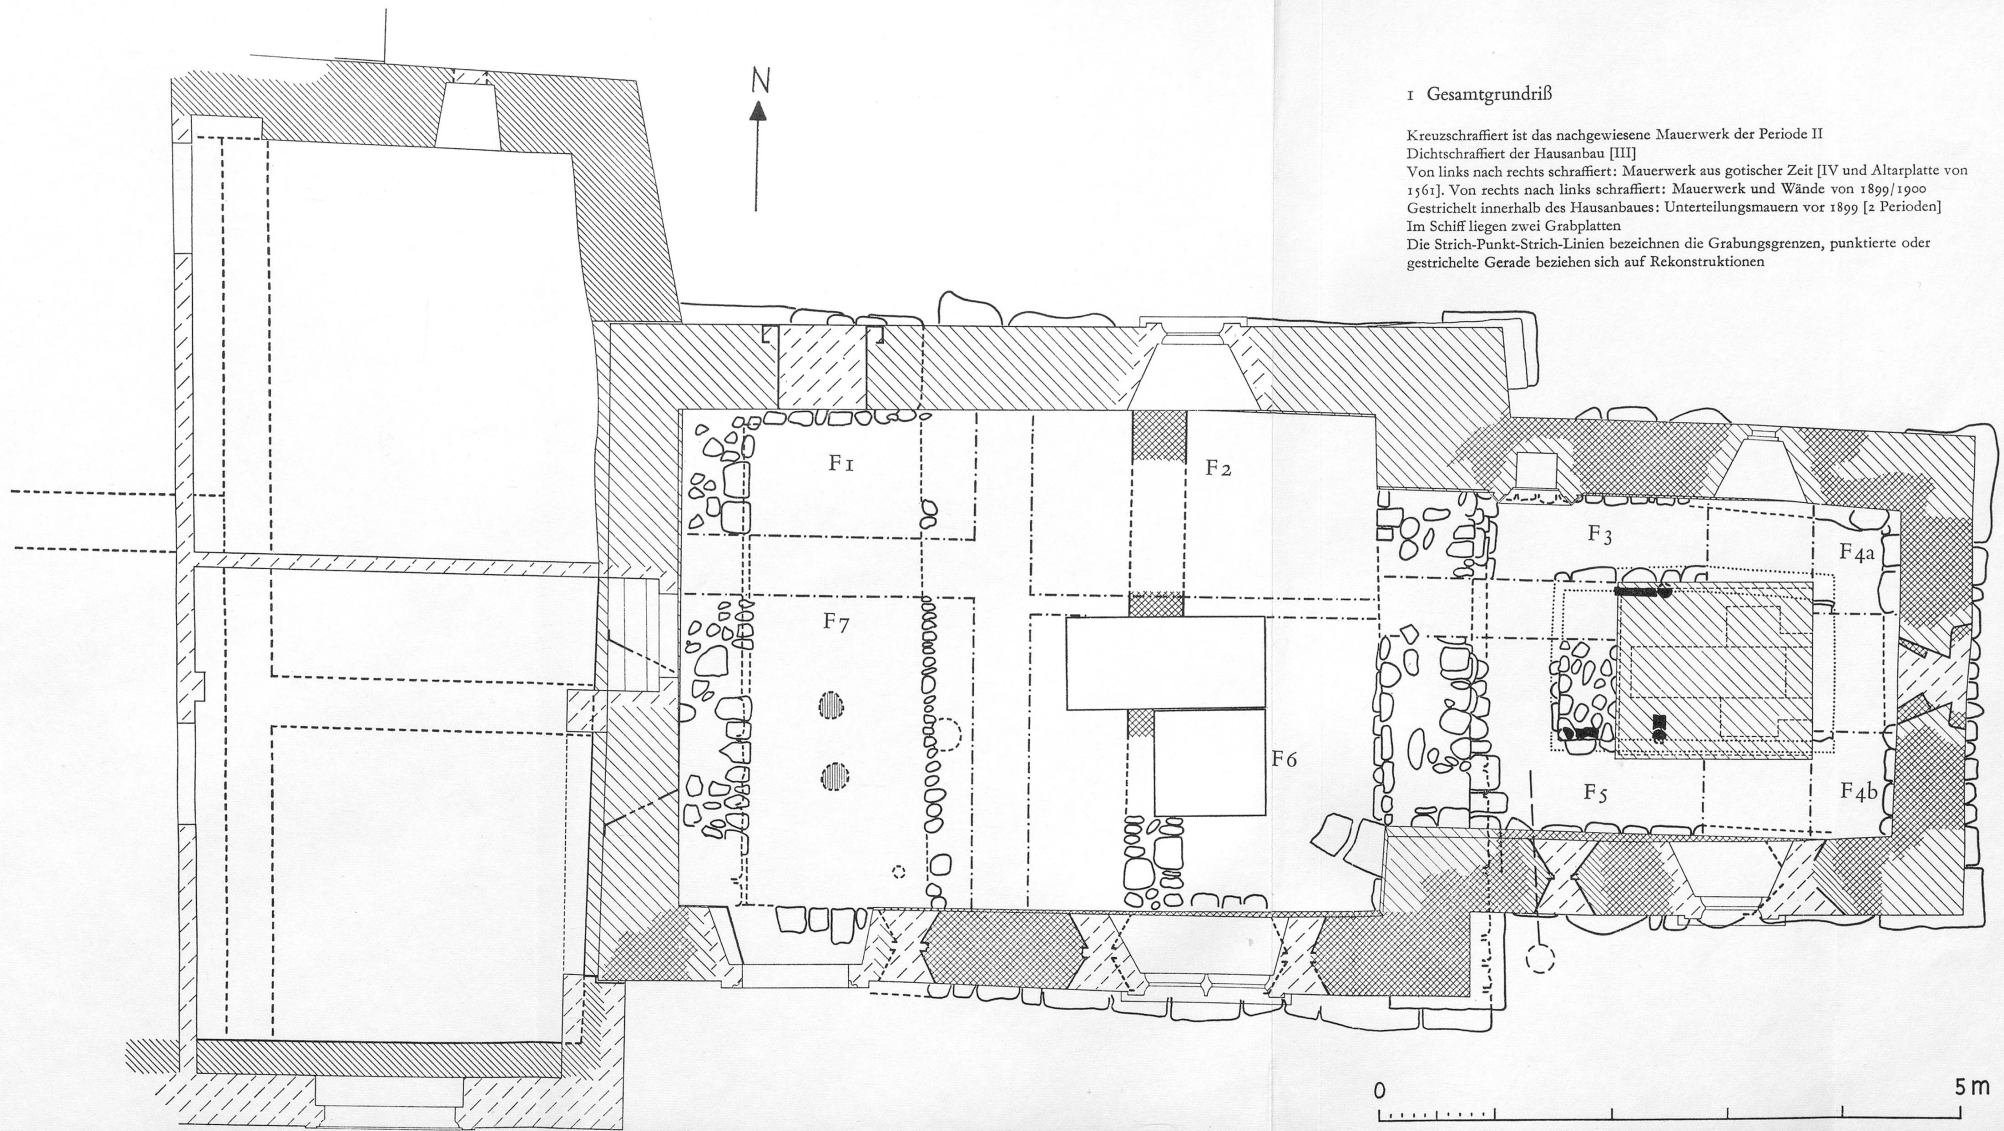 N
1 Gesamtgrundriß
Kreuzschraffiert ist das nachgewiesene Mauerwerk der Periode II
Dichtschraffiert der Hausanbau [III]
Von links nach rechts schraffiert: Mauerwerk aus gotischer Zeit [IV und Altarplatte von
1561]. Von rechts nach links schraffiert: Mauerwerk und Wände von 1899/1900
Gestrichelt innerhalb des Hausanbaues: Unterteilungsmauern vor 1899 [2 Perioden]
Im Schiff liegen zwei Grabplatten
Die Strich-Punkt-Strich-Linien bezeichnen die Grabungsgrenzen, punktierte oder
gestrichelte Gerade beziehen sich auf Rekonstruktionen
F1
F2
F3
F4a
F7
F6
F5
F4b
0
5 m